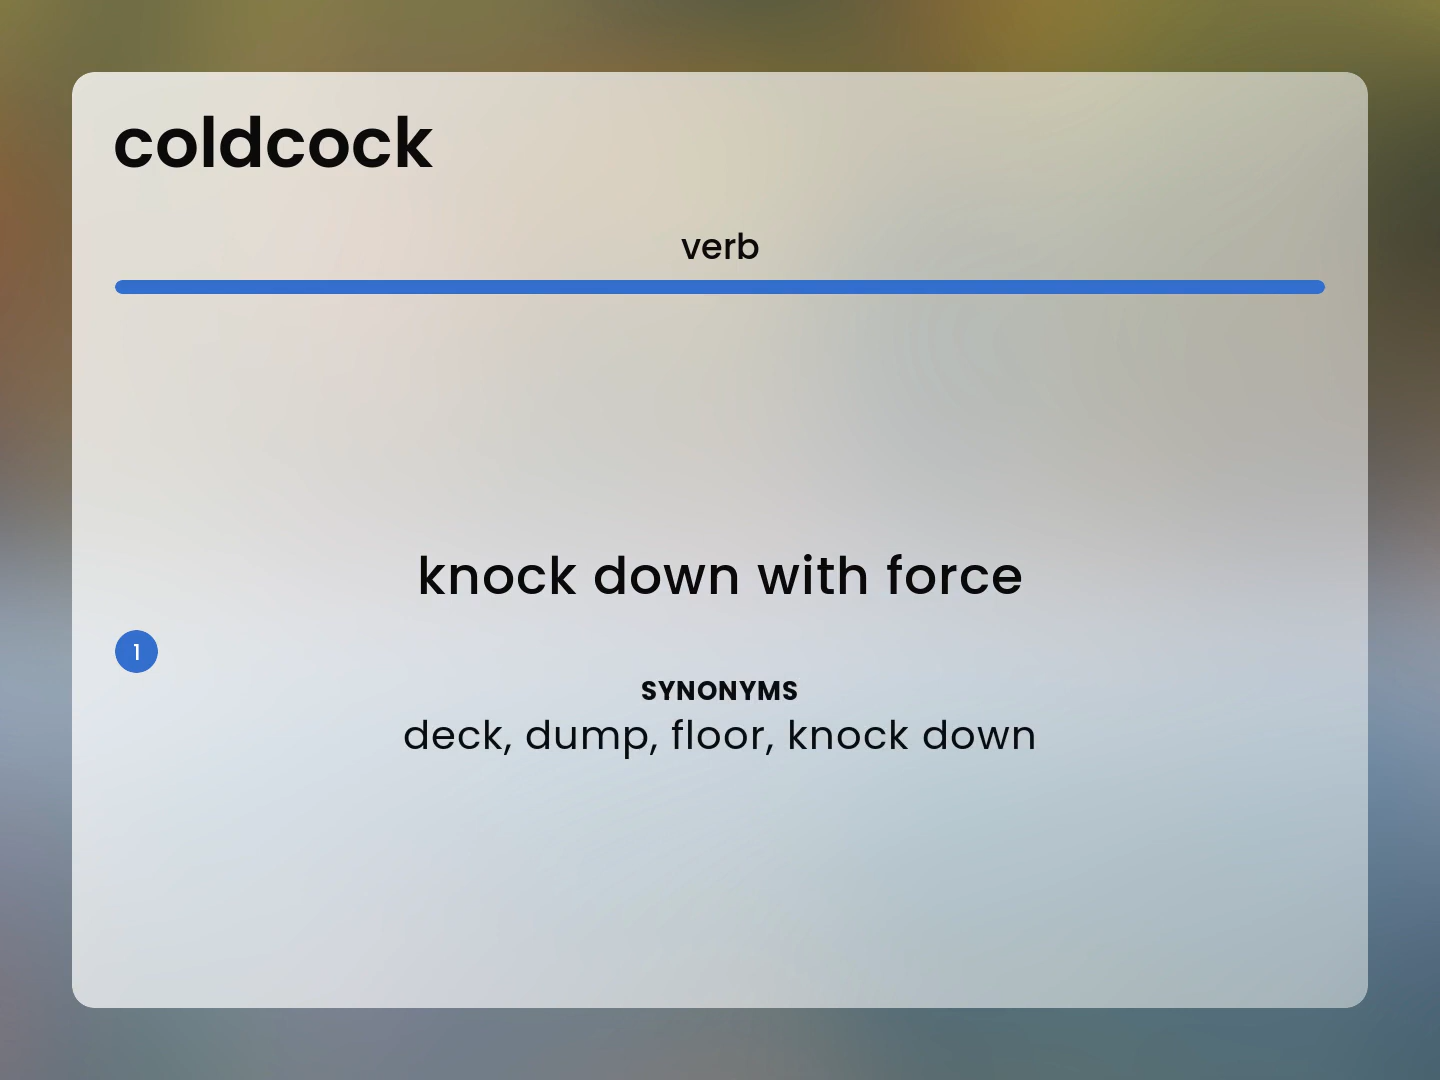 coldcock
verb
knock down with force
1
SYNONYMS
deck, dump, floor, knock down